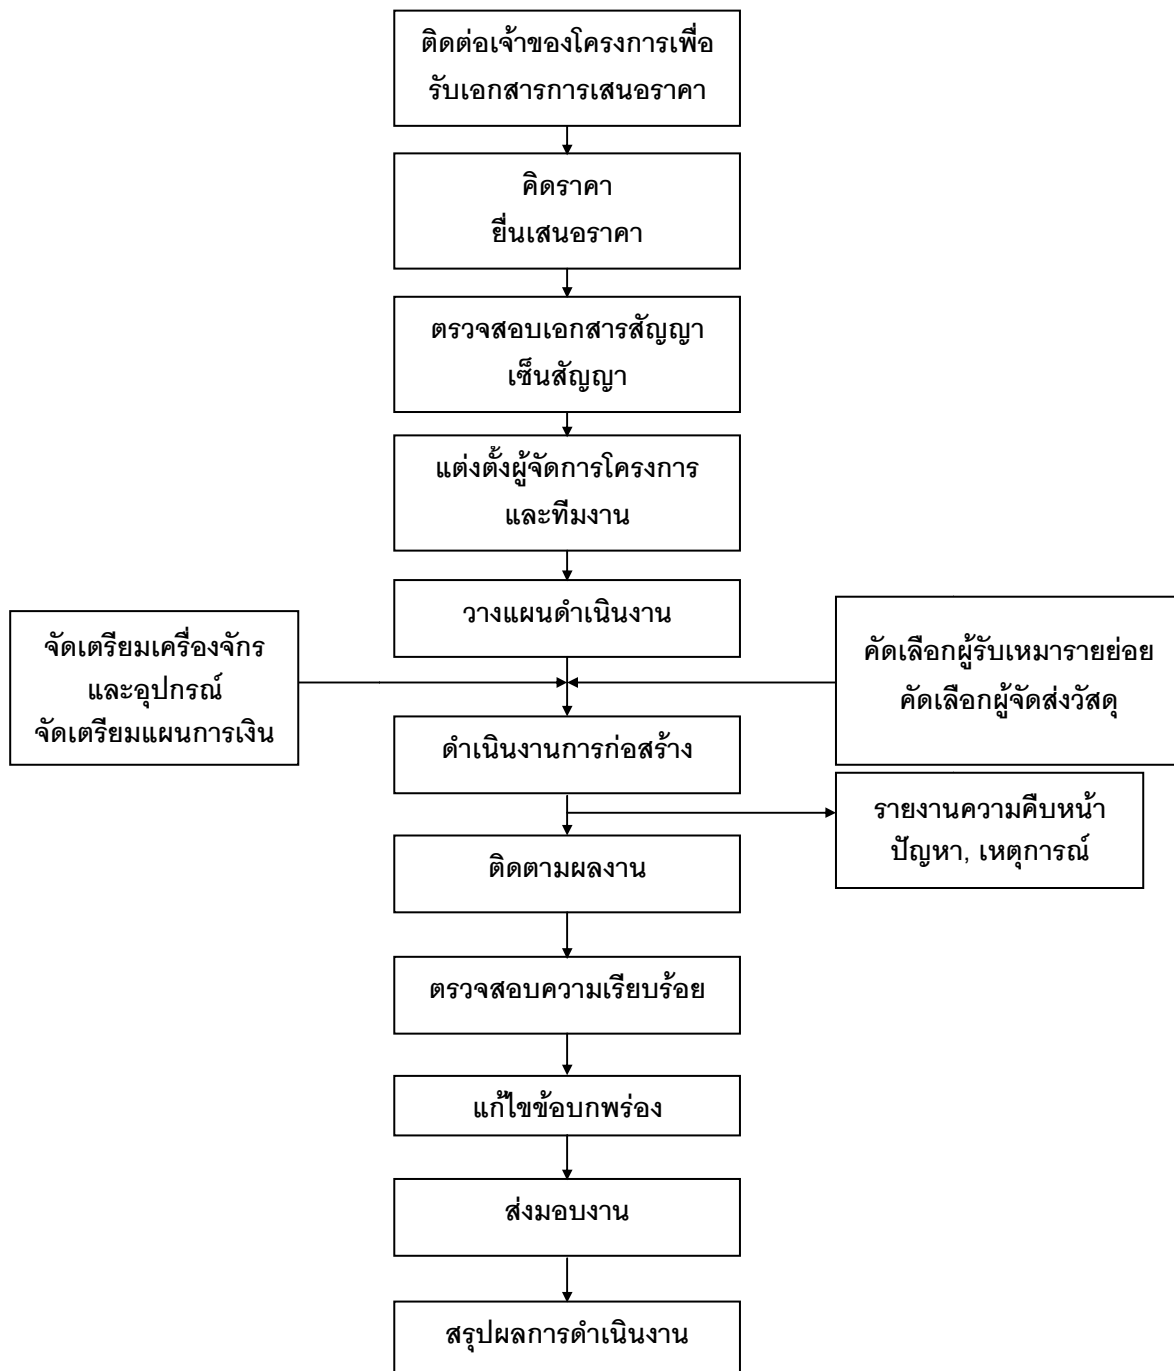 ติดต่อเจ้าของโครงการเพื่อ
รับเอกสารการเสนอราคา
คิดราคา
ยื่นเสนอราคา
ตรวจสอบเอกสารสัญญา
เซ็นสัญญา
แต่งตั้งผู้จัดการโครงการ
และทีมงาน
วางแผนดำเนินงาน
จัดเตรียมเครื่องจักร
และอุปกรณ์
จัดเตรียมแผนการเงิน
คัดเลือกผู้รับเหมารายย่อย
คัดเลือกผู้จัดส่งวัสดุ
ดำเนินงานการก่อสร้าง
รายงานความคืบหน้า
ปัญหา, เหตุการณ์
ติดตามผลงาน
ตรวจสอบความเรียบร้อย
แก้ไขข้อบกพร่อง
ส่งมอบงาน
สรุปผลการดำเนินงาน